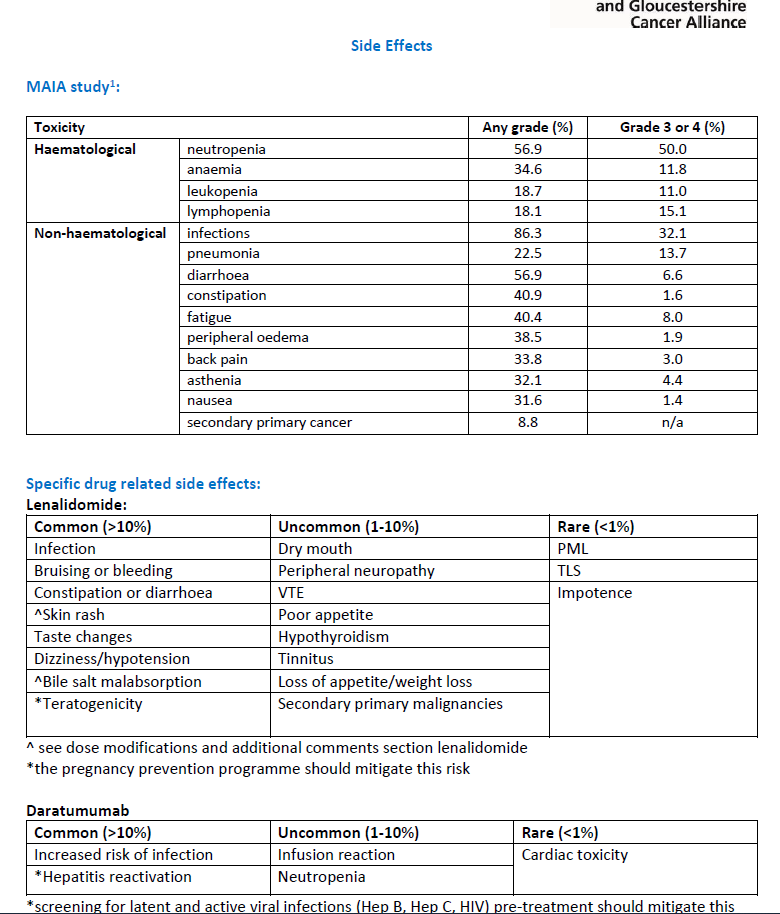 and Gloucestershire
Cancer Alliance
Side Effects
MAIA study1:
Toxicity Any grade (%) Grade 3 or 4 (%)
Haematological neutropenia 56.9 50.0
anaemia 34.6 11.8
leukopenia 18.7 11.0
lymphopenia 18.1 15.1
Non-haematological infections 86.3 32.1
pneumonia 22.5 13.7
diarrhoea 56.9 6.6
constipation 40.9 1.6
fatigue 40.4 8.0
peripheral oedema 38.5 1.9
back pain 33.8 3.0
asthenia 32.1 4.4
nausea 31.6 1.4
secondary primary cancer 8.8 n/a
Specific drug related side effects:
Lenalidomide:
Common (>10%) Uncommon (1-10%) Rare (<1%)
Infection Dry mouth PML
Bruising or bleeding Peripheral neuropathy TLS
Constipation or diarrhoea VTE Impotence
^Skin rash Poor appetite
Taste changes Hypothyroidism
Dizziness/hypotension Tinnitus
^Bile salt malabsorption Loss of appetite/weight loss
*Teratogenicity Secondary primary malignancies
^ see dose modifications and additional comments section lenalidomide
*the pregnancy prevention programme should mitigate this risk
Daratumumab
Common (>10%) Uncommon (1-10%) Rare (<1%)
Increased risk of infection Infusion reaction Cardiac toxicity
*Hepatitis reactivation Neutropenia
*screening for latent and active viral infections (Hep B, Hep C, HIV) pre-treatment should mitigate this